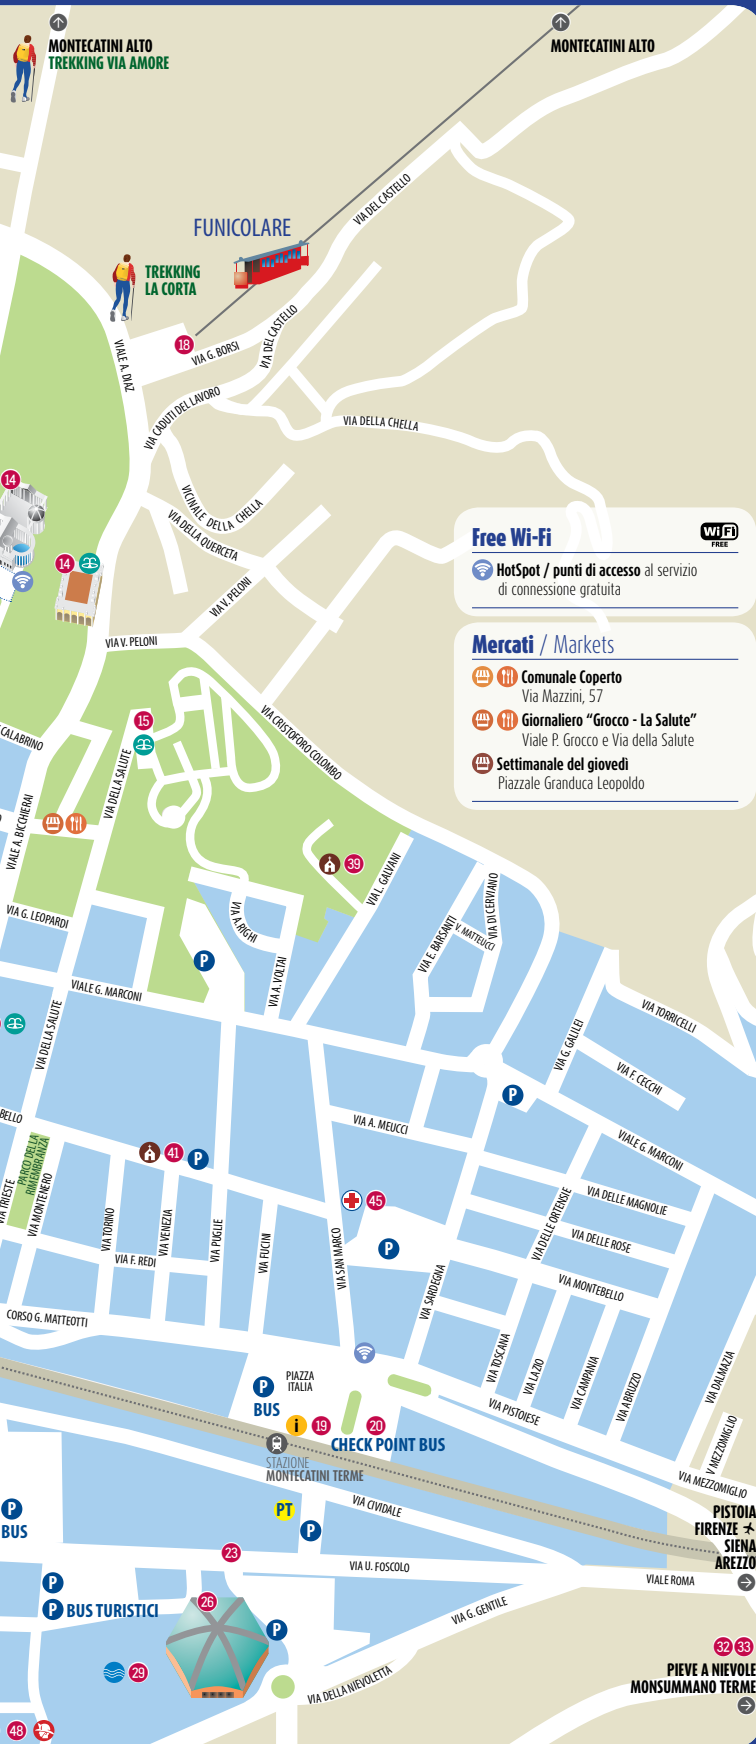 MONTECATINI ALTO
TREKKING VIA AMORE
MONTECATINI ALTO
VIA DEL CASTELLO
FUNICOLARE
TREKKING
LA CORTA
18
VIA G. BORSI
VIA DEL CASTELLO
VIALE A. DIAZ
VIA CADUTI DEL LAVORO
VIA DELLA CHELLA
14
VICINALE DELLA CHELLA
VIA DELLA QUERCETA
14
VIA V. PELONI
VIA V. PELONI
Free Wi-Fi
Wi Fi
FREE
HotSpot / punti di accesso al servizio
di connessione gratuita
Mercati / Markets
Comunale Coperto
Via Mazzini, 57
Giornaliero “Grocco - La Salute”
Viale P. Grocco e Via della Salute
Settimanale del giovedì
Piazzale Granduca Leopoldo
15
VIA CRISTOFORO COLOMBO
CALABRINO
VIA DELLA SALUTE
VIALE A. BICCHIERAI
39
VIA L. GALVANI
VIA G. LEOPARDI
VIA A.RIGHI
VIA E. BARSANTI
V. MATTEUCCI
VIA DI CERVIANO
P
VIA A. VOLTAI
VIALE G. MARCONI
VIA DELLA SALUTE
VIA G. GALILEI
VIA TORRICELLI
VIA F. CECCHI
P
BELLO
VIA A. MEUCCI
VIALE G. MARCONI
PARCO DELLA
RIMEMBRANZA
41
P
VIA TRIESTE
VIA MONTENERO
45
VIA DELLE MAGNOLIE
VIA DELLE ORTENSIE
VIA DELLE ROSE
VIA TORINO
VIA VENEZIA
VIA PUGLIE
VIA FUCINI
VIA SAN MARCO
P
VIA F. REDI
VIA SARDEGNA
VIA MONTEBELLO
CORSO G. MATTEOTTI
VIA TOSCANA
VIA LAZIO
VIA CAMPANIA
VIA ABRUZZO
VIA DALMAZIA
P
BUS
PIAZZA
ITALIA
VIA PISTOIESE
i
19
20
CHECK POINT BUS
V MEZZOMIGLIO
STAZIONE
MONTECATINI TERME
VIA MEZZOMIGLIO
P
BUS
PT
P
VIA CIVIDALE
PISTOIA
FIRENZE
SIENA
AREZZO
23
VIA U. FOSCOLO
VIALE ROMA
P
P BUS TURISTICI
26
P
VIA G. GENTILE
29
VIA DELLA NIEVOLETTA
32 33
PIEVE A NIEVOLE
MONSUMMANO TERME
48